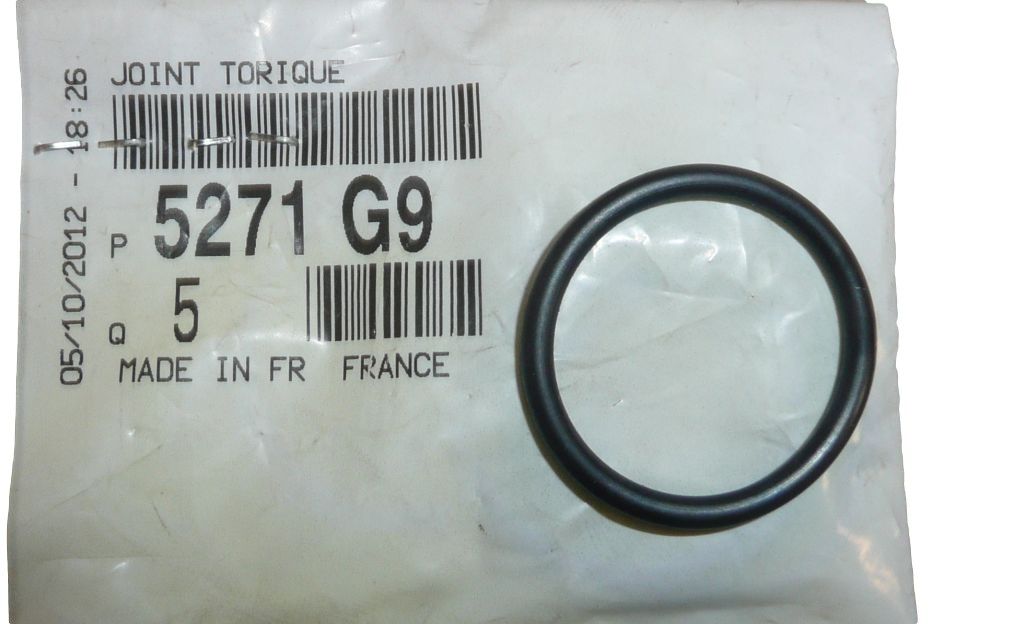 JOINT TORIQUE
P 5271 G9
Q 5
MADE IN FR FRANCE
05/10/2012 - 18:26